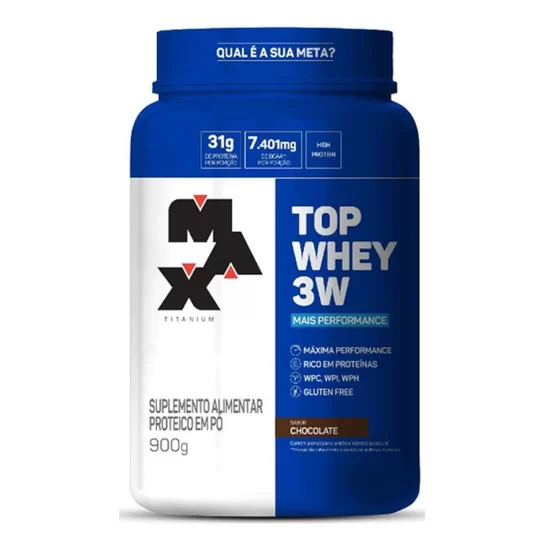 QUAL É A SUA META?
31g
DE PROTEÍNA
POR PORÇÃO
7.401mg
DE BCAA**
POR PORÇÃO
HIGH
PROTEIN
MAX
TITANIUM
TOP
WHEY
3W
MAIS PERFORMANCE
MÁXIMA PERFORMANCE
RICO EM PROTEÍNAS
WPC, WPI, WPH
GLUTEN FREE
SUPLEMENTO ALIMENTAR
PROTEICO EM PÓ
900g
SABOR
CHOCOLATE